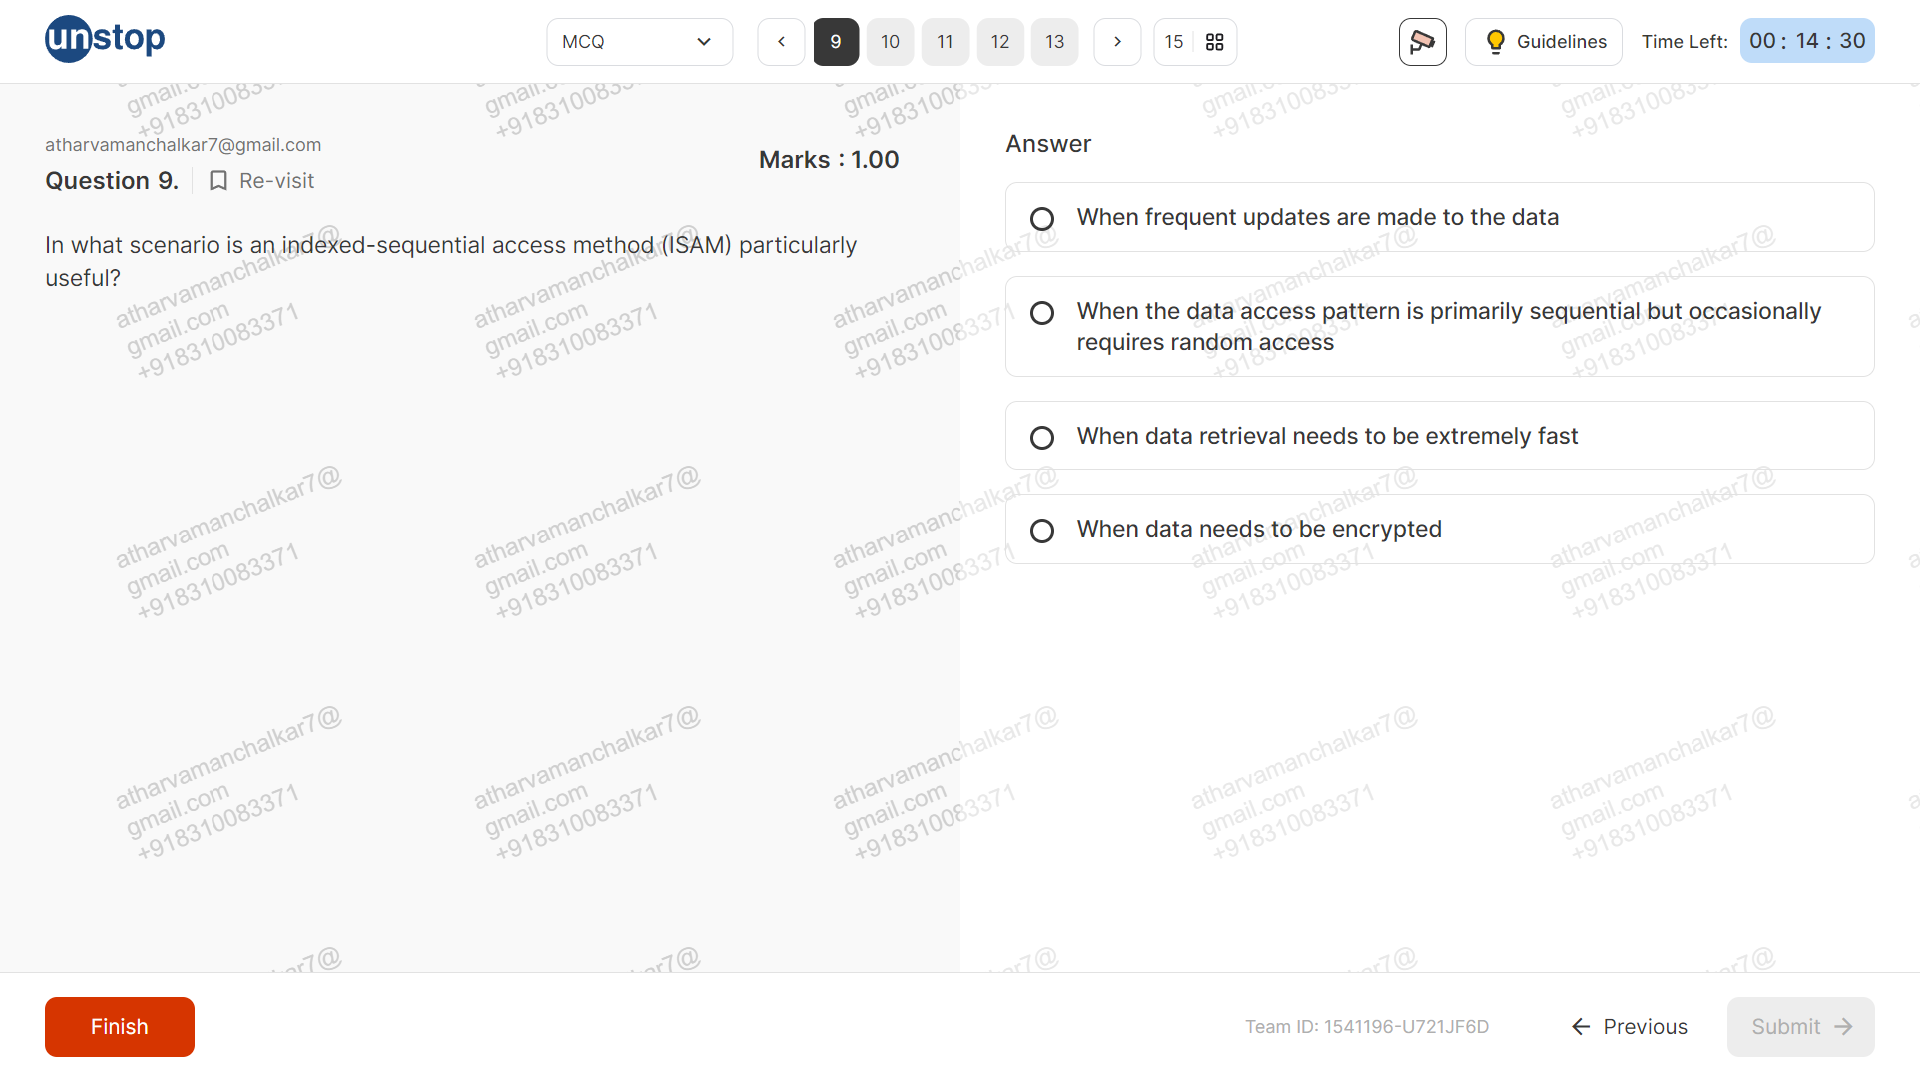 unstop
MCQ
9
10
11
12
13
15
Guidelines
Time Left:
00 : 14 : 30
atharvamanchalkar7@gmail.com
Question 9.
Re-visit
Marks : 1.00
In what scenario is an indexed-sequential access method (ISAM) particularly
useful?
Answer
When frequent updates are made to the data
When the data access pattern is primarily sequential but occasionally
requires random access
When data retrieval needs to be extremely fast
When data needs to be encrypted
atharvamanchalkar7@
gmail.com
+918310083371
Finish
Team ID: 1541196-U721JF6D
Previous
Submit